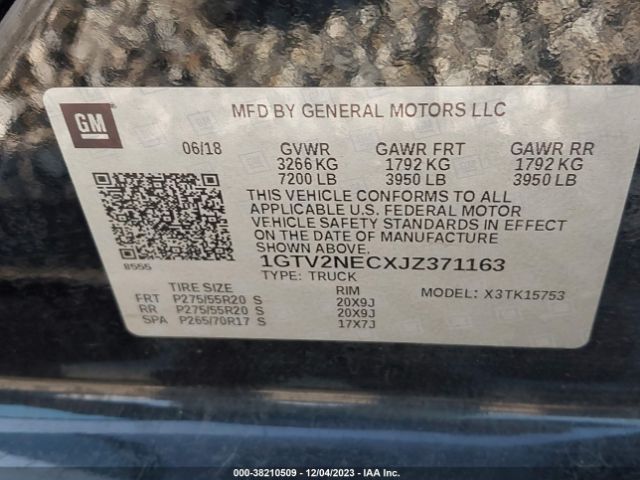 GM
MFD BY GENERAL MOTORS LLC
06/18 GVWR GAWR FRT GAWR RR
3266 KG 1792 KG 1792 KG
7200 LB 3950 LB 3950 LB
THIS VEHICLE CONFORMS TO ALL
APPLICABLE U.S. FEDERAL MOTOR
VEHICLE SAFETY STANDARDS IN EFFECT
ON THE DATE OF MANUFACTURE
SHOWN ABOVE.
8555 1GTV2NECXJZ371163
TYPE: TRUCK
TIRE SIZE RIM MODEL: X3TK15753
FRT P275/55R20 S 20X9J
RR P275/55R20 S 20X9J
SPA P265/70R17 S 17X7J
000-38210509 - 12/04/2023 - IAA Inc.